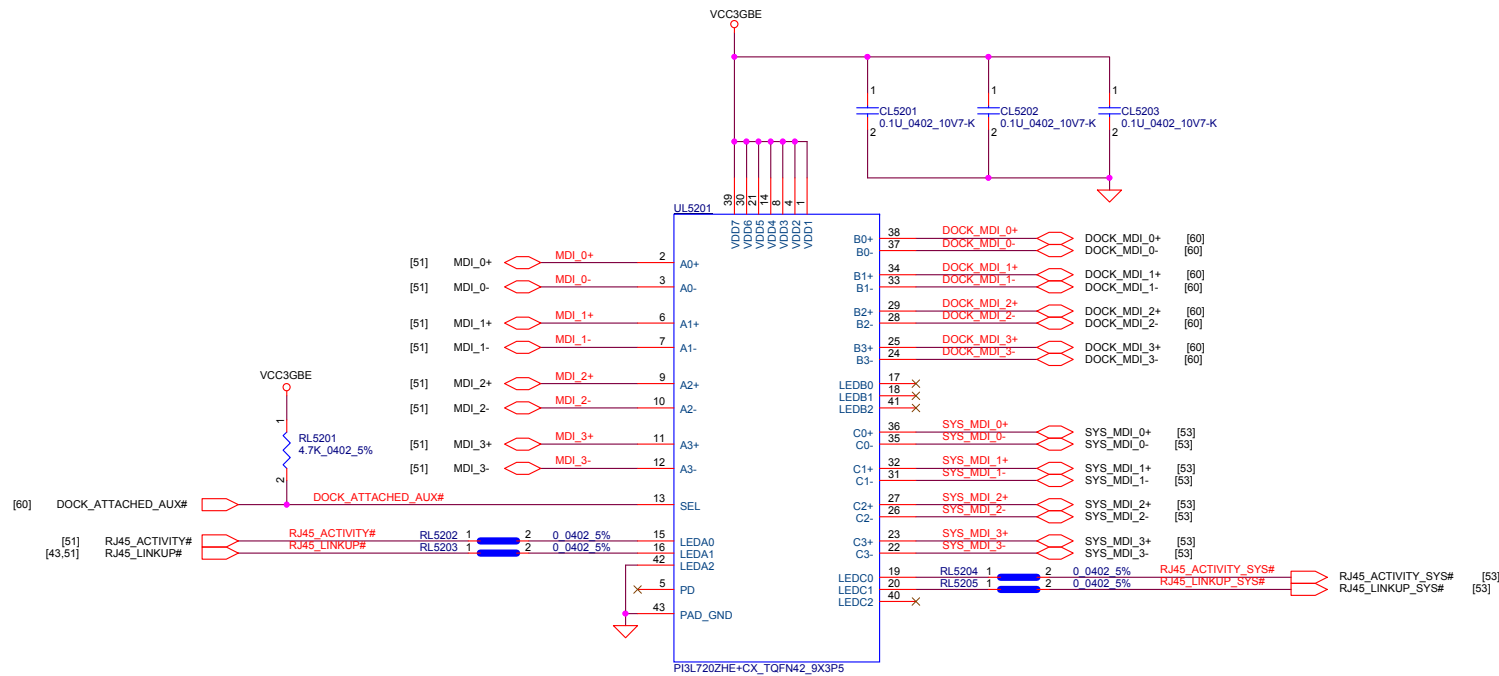 VCC3GBE
1 1 1
CL5201 CL5202 CL5203
0.1U_0402_10V7-K 0.1U_0402_10V7-K 0.1U_0402_10V7-K
2 2 2
39 30 21 14 8 4 1
UL5201
VDD7 VDD6 VDD5 VDD4 VDD3 VDD2 VDD1
[51] MDI_0+ MDI_0+ 2 A0+
[51] MDI_0- MDI_0- 3 A0-
[51] MDI_1+ MDI_1+ 6 A1+
[51] MDI_1- MDI_1- 7 A1-
[51] MDI_2+ MDI_2+ 9 A2+
[51] MDI_2- MDI_2- 10 A2-
[51] MDI_3+ MDI_3+ 11 A3+
[51] MDI_3- MDI_3- 12 A3-
VCC3GBE
1
RL5201
4.7K_0402_5%
2
[60] DOCK_ATTACHED_AUX# DOCK_ATTACHED_AUX# 13 SEL
[51] RJ45_ACTIVITY# RJ45_ACTIVITY# RL5202 1 2 0_0402_5% 15 LEDA0
[43,51] RJ45_LINKUP# RJ45_LINKUP# RL5203 1 2 0_0402_5% 16 LEDA1
42 LEDA2
5 PD
43 PAD_GND
B0+ 38 DOCK_MDI_0+ DOCK_MDI_0+ [60]
B0- 37 DOCK_MDI_0- DOCK_MDI_0- [60]
B1+ 34 DOCK_MDI_1+ DOCK_MDI_1+ [60]
B1- 33 DOCK_MDI_1- DOCK_MDI_1- [60]
B2+ 29 DOCK_MDI_2+ DOCK_MDI_2+ [60]
B2- 28 DOCK_MDI_2- DOCK_MDI_2- [60]
B3+ 25 DOCK_MDI_3+ DOCK_MDI_3+ [60]
B3- 24 DOCK_MDI_3- DOCK_MDI_3- [60]
LEDB0 17
LEDB1 18
LEDB2 41
C0+ 36 SYS_MDI_0+ SYS_MDI_0+ [53]
C0- 35 SYS_MDI_0- SYS_MDI_0- [53]
C1+ 32 SYS_MDI_1+ SYS_MDI_1+ [53]
C1- 31 SYS_MDI_1- SYS_MDI_1- [53]
C2+ 27 SYS_MDI_2+ SYS_MDI_2+ [53]
C2- 26 SYS_MDI_2- SYS_MDI_2- [53]
C3+ 23 SYS_MDI_3+ SYS_MDI_3+ [53]
C3- 22 SYS_MDI_3- SYS_MDI_3- [53]
LEDC0 19 RL5204 1 2 0_0402_5% RJ45_ACTIVITY_SYS# RJ45_ACTIVITY_SYS# [53]
LEDC1 20 RL5205 1 2 0_0402_5% RJ45_LINKUP_SYS# RJ45_LINKUP_SYS# [53]
LEDC2 40
PI3L720ZHE+CX_TQFN42_9X3P5